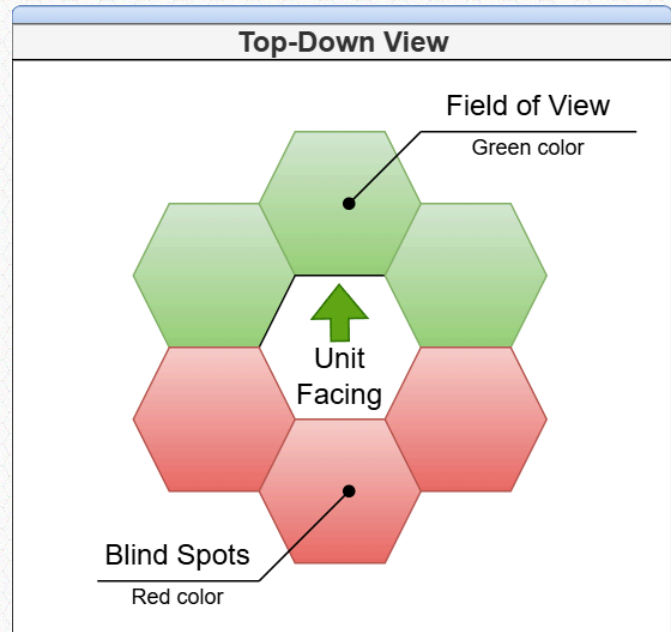 Top-Down View
Field of View
Green color
Unit
Facing
Blind Spots
Red color